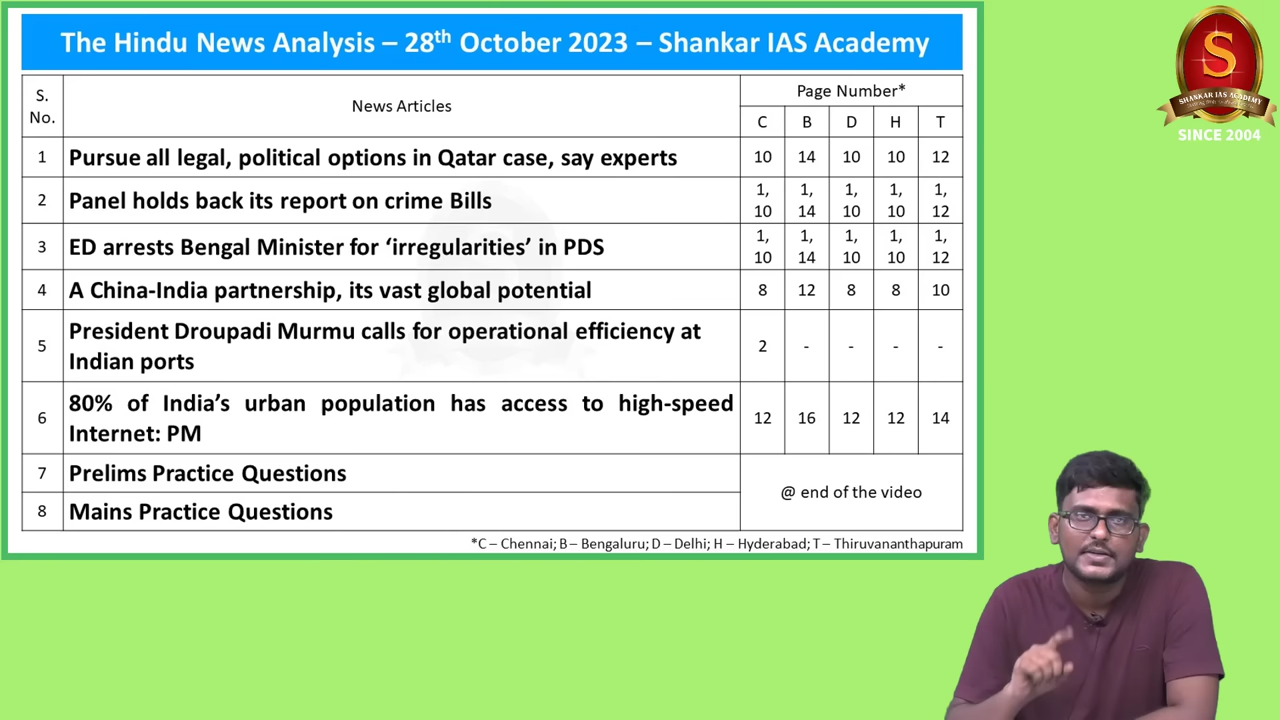 The Hindu News Analysis – 28th October 2023 – Shankar IAS Academy
S. No.
News Articles
Page Number*
C B D H T
1 Pursue all legal, political options in Qatar case, say experts 10 14 10 10 12
2 Panel holds back its report on crime Bills 1, 10 1, 14 1, 10 1, 10 1, 12
3 ED arrests Bengal Minister for ‘irregularities’ in PDS 1, 10 1, 14 1, 10 1, 10 1, 12
4 A China-India partnership, its vast global potential 8 12 8 8 10
5 President Droupadi Murmu calls for operational efficiency at
Indian ports 2 - - - -
6 80% of India’s urban population has access to high-speed
Internet: PM 12 16 12 12 14
7 Prelims Practice Questions
8 Mains Practice Questions
@ end of the video
*C – Chennai; B – Bengaluru; D – Delhi; H – Hyderabad; T – Thiruvananthapuram
S
SHANKAR IAS ACADEMY
SINCE 2004